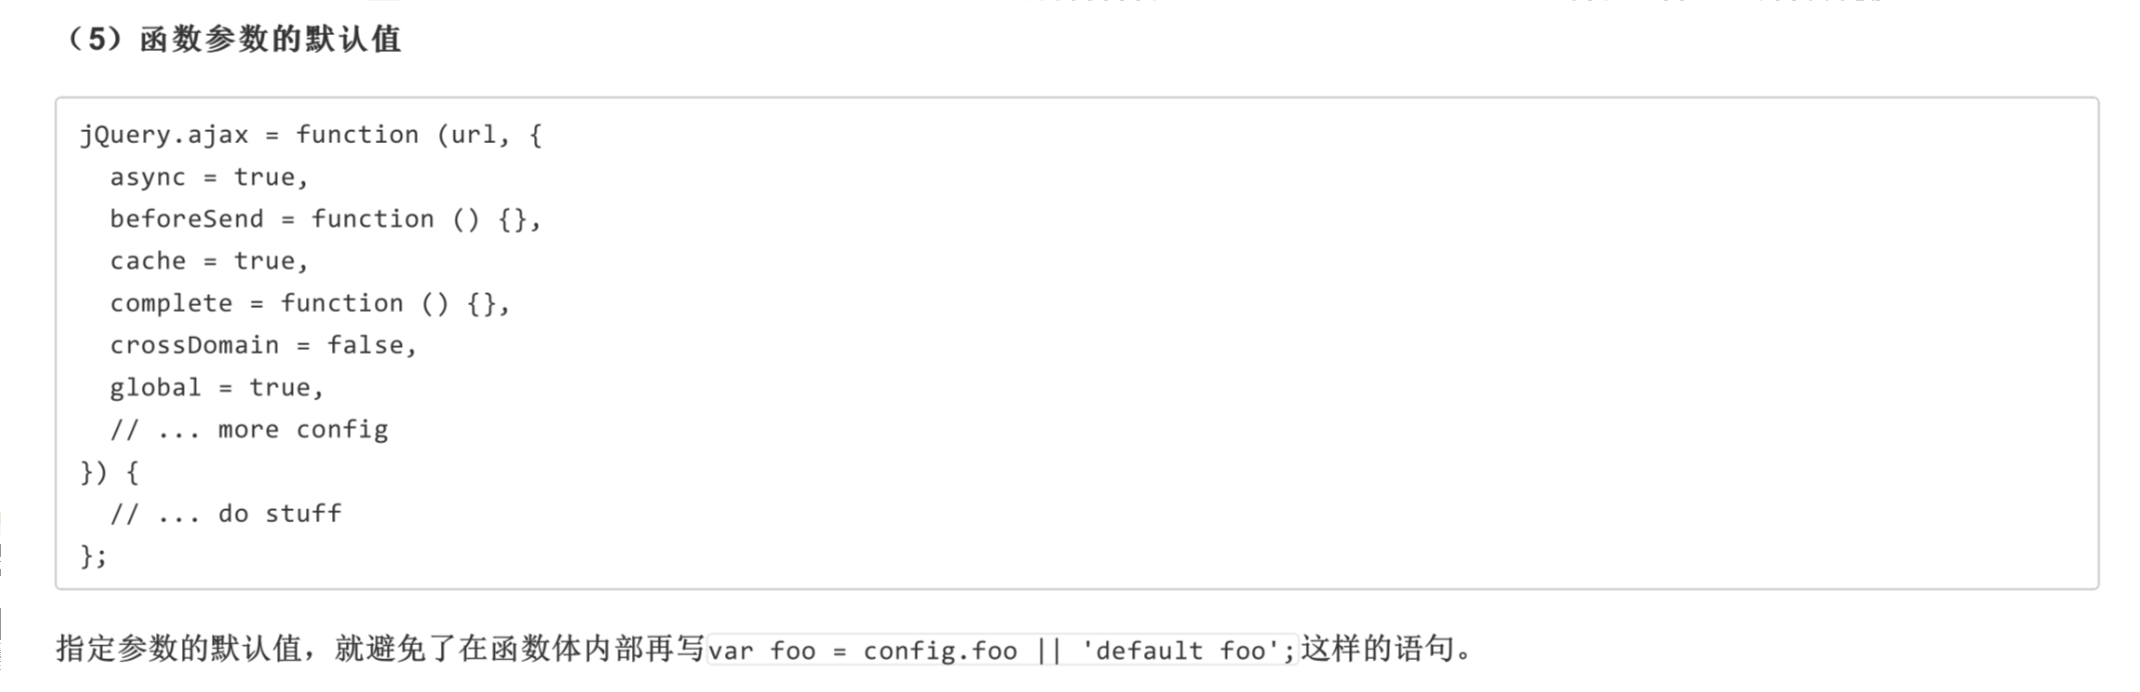 （5）函数参数的默认值
jQuery.ajax = function (url, {
  async = true,
  beforeSend = function () {},
  cache = true,
  complete = function () {},
  crossDomain = false,
  global = true,
  // ... more config
}) {
  // ... do stuff
};
指定参数的默认值，就避免了在函数体内部再写var foo = config.foo || 'default foo';这样的语句。